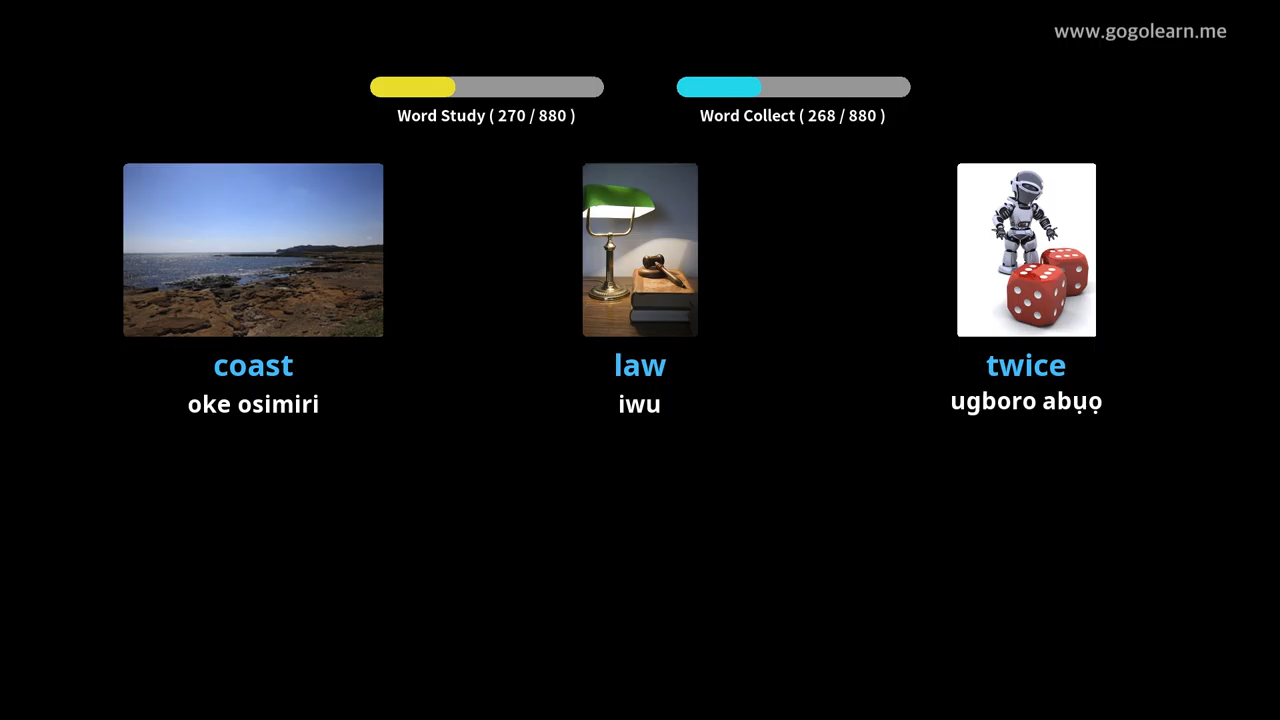 www.gogolearn.me
Word Study ( 270 / 880 )
Word Collect ( 268 / 880 )
coast
oke osimiri
law
iwu
twice
ugboro abụọ